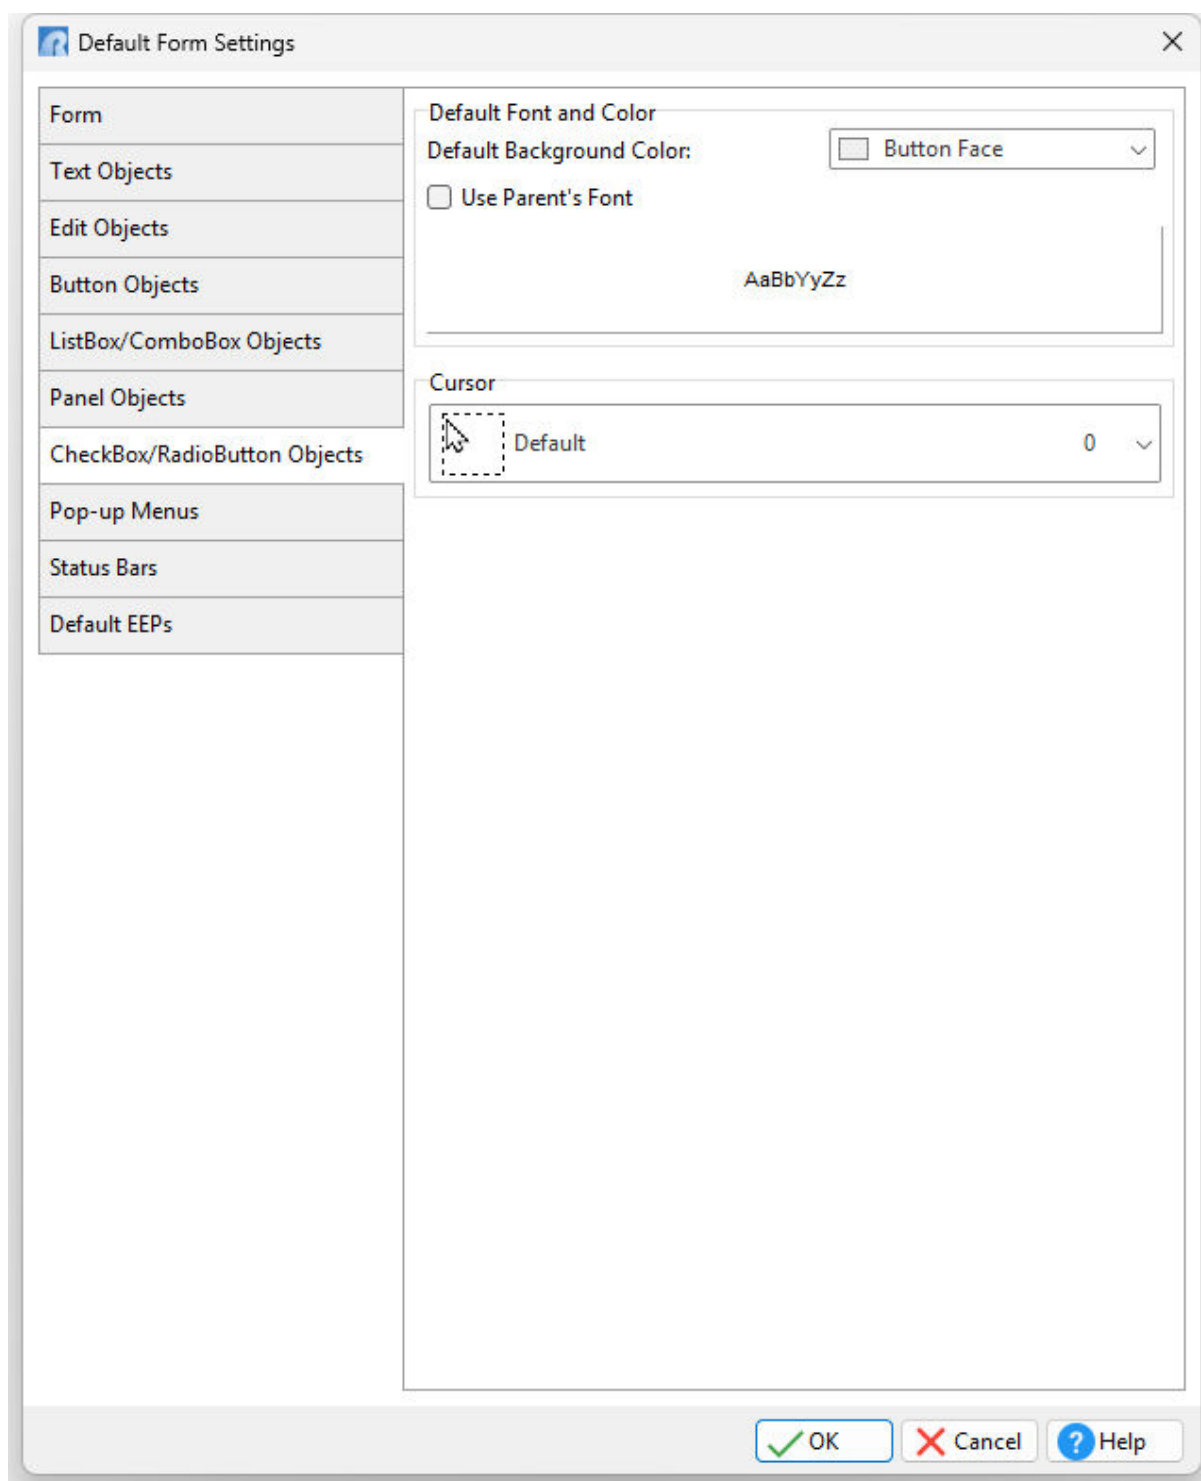 Default Form Settings
Form
Text Objects
Edit Objects
Button Objects
ListBox/ComboBox Objects
Panel Objects
CheckBox/RadioButton Objects
Pop-up Menus
Status Bars
Default EEPs
Default Font and Color
Default Background Color: Button Face
Use Parent's Font
AaBbYyZz
Cursor
Default 0
OK Cancel ? Help